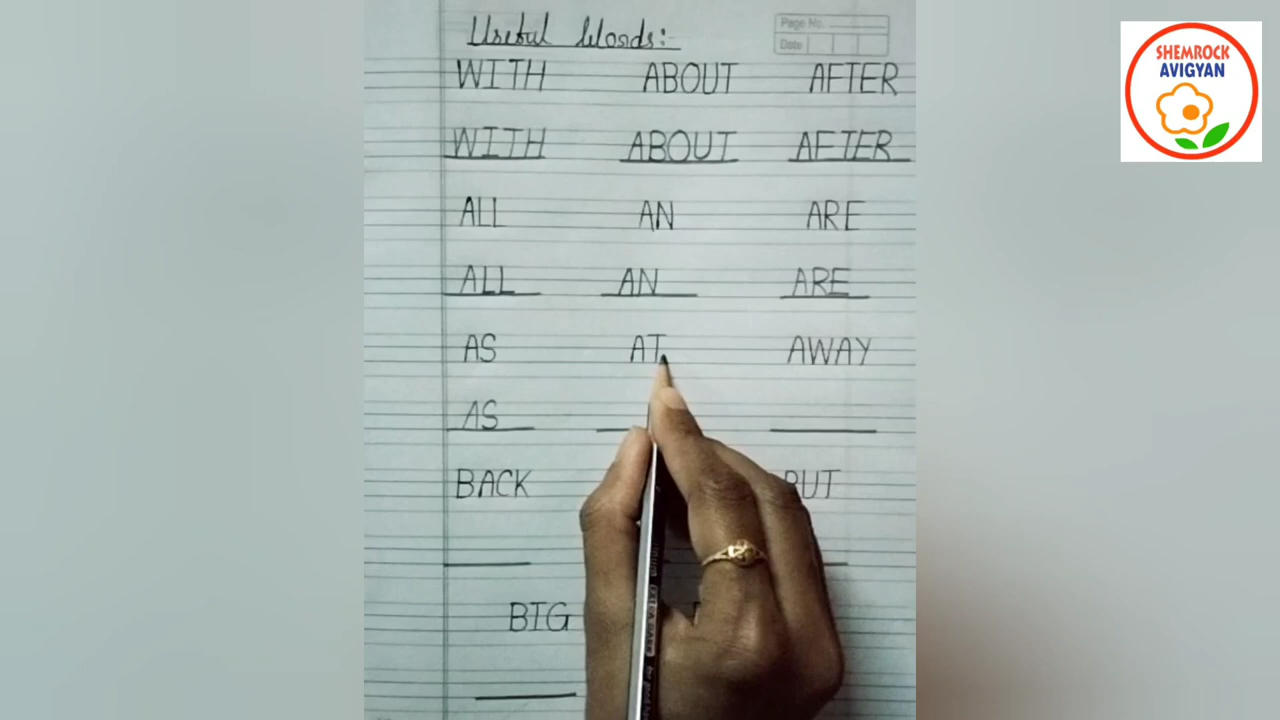 Useful Words:-
Page No.
Date
SHEMROCK
AVIGYAN
WITH ABOUT AFTER
WITH ABOUT AFTER
ALL AN ARE
ALL AN ARE
AS AT AWAY
AS
BACK
BIG